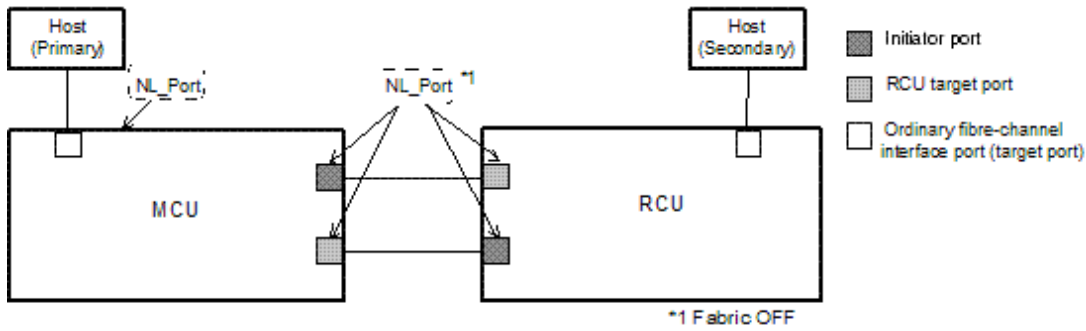 Host
(Primary)
Host
(Secondary)
Initiator port
NL_Port
NL_Port *1
RCU target port
Ordinary fibre-channel
interface port (target port)
MCU
RCU
*1 Fabric OFF